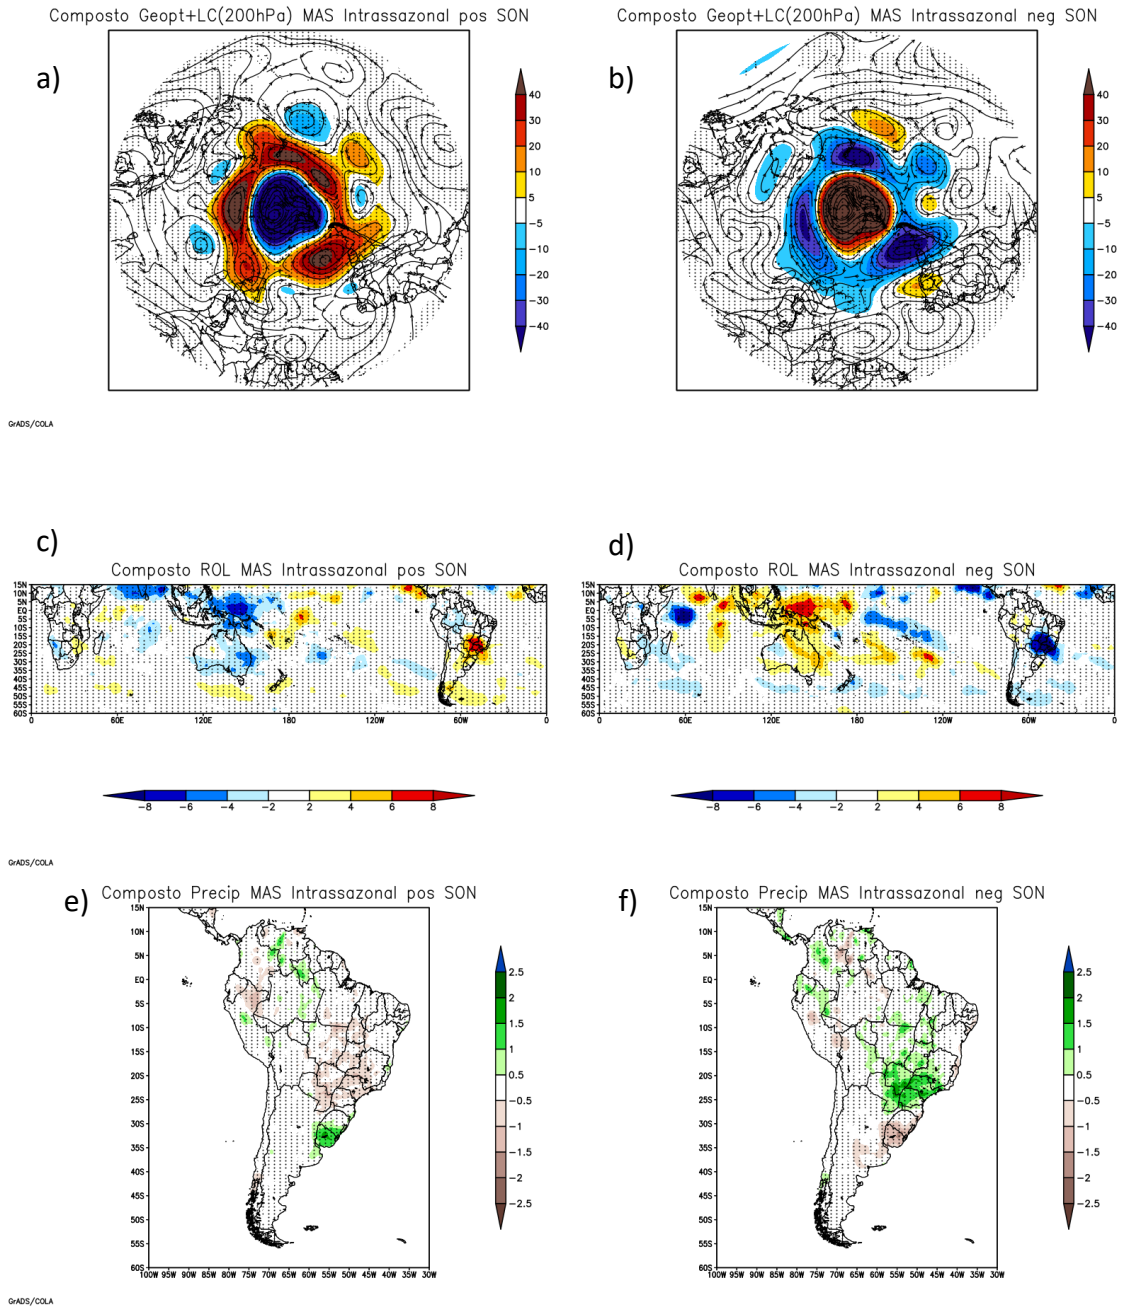 Composto Geopt+LC(200hPa) MAS Intrassazonal pos SON
Composto Geopt+LC(200hPa) MAS Intrassazonal neg SON
a)
b)
40
30
20
10
5
−5
−10
−20
−30
−40
40
30
20
10
5
−5
−10
−20
−30
−40
GrADS/COLA
c)
d)
Composto ROL MAS Intrassazonal pos SON
Composto ROL MAS Intrassazonal neg SON
15N
10N
5N
EQ
5S
10S
15S
20S
25S
30S
35S
40S
45S
50S
55S
60S
0 60E 120E 180 120W 60W 0
15N
10N
5N
EQ
5S
10S
15S
20S
25S
30S
35S
40S
45S
50S
55S
60S
0 60E 120E 180 120W 60W 0
−8 −6 −4 −2 2 4 6 8
−8 −6 −4 −2 2 4 6 8
GrADS/COLA
e)
Composto Precip MAS Intrassazonal pos SON
f)
Composto Precip MAS Intrassazonal neg SON
15N
10N
5N
EQ
5S
10S
15S
20S
25S
30S
35S
40S
45S
50S
55S
60S
100W 95W 90W 85W 80W 75W 70W 65W 60W 55W 50W 45W 40W 35W 30W
2.5
2
1.5
1
0.5
−0.5
−1
−1.5
−2
−2.5
15N
10N
5N
EQ
5S
10S
15S
20S
25S
30S
35S
40S
45S
50S
55S
60S
100W 95W 90W 85W 80W 75W 70W 65W 60W 55W 50W 45W 40W 35W 30W
2.5
2
1.5
1
0.5
−0.5
−1
−1.5
−2
−2.5
GrADS/COLA